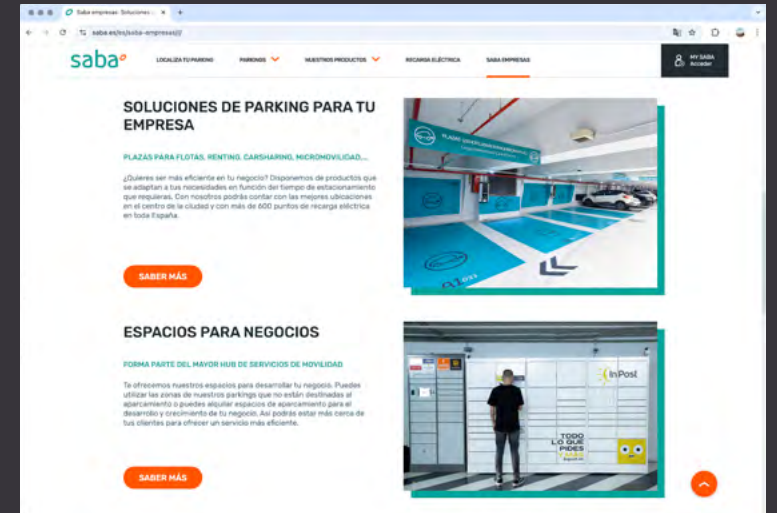 Saba empresas: Soluciones
saba.es/es/saba-empresas///
saba
LOCALIZA TU PARKING
PARKINGS
NUESTROS PRODUCTOS
RECARGA ELÉCTRICA
SABA EMPRESAS
MY SABA
Acceder
SOLUCIONES DE PARKING PARA TU
EMPRESA
PLAZAS PARA FLOTAS, RENTING, CARSHARING, MICROMOVILIDAD,...
¿Quieres ser más eficiente en tu negocio? Disponemos de productos que
se adaptan a tus necesidades en función del tiempo de estacionamiento
que requieras. Con nosotros podrás contar con las mejores ubicaciones
en el centro de la ciudad y con más de 600 puntos de recarga eléctrica
en toda España.
SABER MÁS
ESPACIOS PARA NEGOCIOS
FORMA PARTE DEL MAYOR HUB DE SERVICIOS DE MOVILIDAD
Te ofrecemos nuestros espacios para desarrollar tu negocio. Puedes
utilizar las zonas de nuestros parkings que no están destinadas al
aparcamiento o puedes alquilar espacios de aparcamiento para el
desarrollo y crecimiento de tu negocio. Así podrás estar más cerca de
tus clientes para ofrecer un servicio más eficiente.
SABER MÁS
InPost
TODO
LO QUE
PIDES